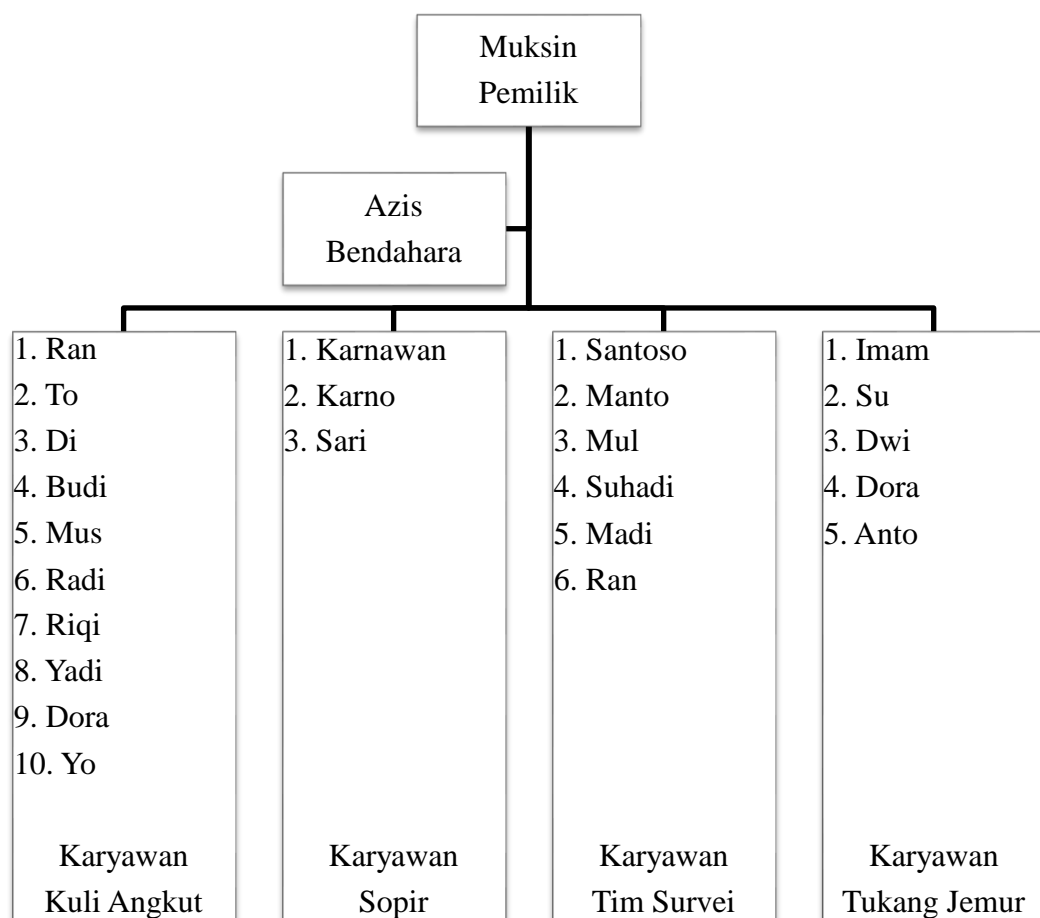 Muksin
Pemilik
Azis
Bendahara
1. Ran
2. To
3. Di
4. Budi
5. Mus
6. Radi
7. Riqi
8. Yadi
9. Dora
10. Yo
Karyawan
Kuli Angkut
1. Karnawan
2. Karno
3. Sari
Karyawan
Sopir
1. Santoso
2. Manto
3. Mul
4. Suhadi
5. Madi
6. Ran
Karyawan
Tim Survei
1. Imam
2. Su
3. Dwi
4. Dora
5. Anto
Karyawan
Tukang Jemur